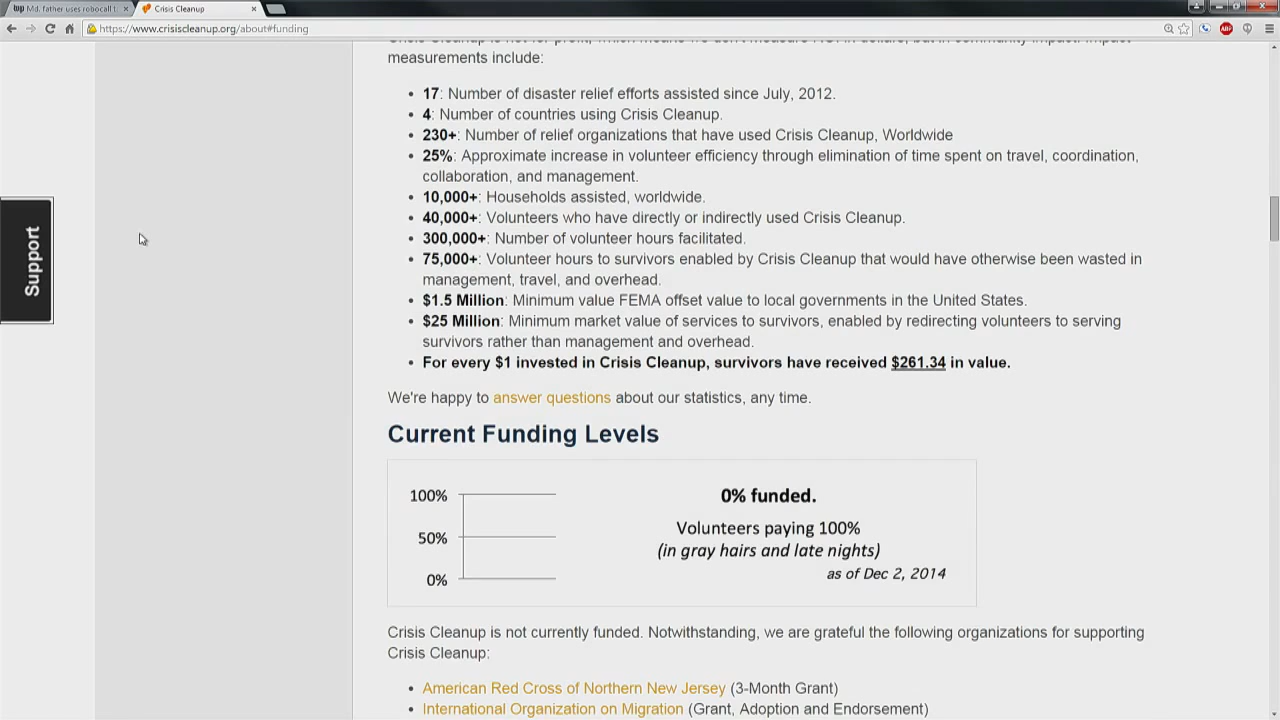 Md. father uses robocall t
Crisis Cleanup
https://www.crisiscleanup.org/about#funding
measurements include:
17: Number of disaster relief efforts assisted since July, 2012.
4: Number of countries using Crisis Cleanup.
230+: Number of relief organizations that have used Crisis Cleanup, Worldwide
25%: Approximate increase in volunteer efficiency through elimination of time spent on travel, coordination,
collaboration, and management.
10,000+: Households assisted, worldwide.
40,000+: Volunteers who have directly or indirectly used Crisis Cleanup.
300,000+: Number of volunteer hours facilitated.
75,000+: Volunteer hours to survivors enabled by Crisis Cleanup that would have otherwise been wasted in
management, travel, and overhead.
$1.5 Million: Minimum value FEMA offset value to local governments in the United States.
$25 Million: Minimum market value of services to survivors, enabled by redirecting volunteers to serving
survivors rather than management and overhead.
For every $1 invested in Crisis Cleanup, survivors have received $261.34 in value.
We're happy to answer questions about our statistics, any time.
Current Funding Levels
100%
50%
0%
0% funded.
Volunteers paying 100%
(in gray hairs and late nights)
as of Dec 2, 2014
Crisis Cleanup is not currently funded. Notwithstanding, we are grateful the following organizations for supporting
Crisis Cleanup:
American Red Cross of Northern New Jersey (3-Month Grant)
International Organization on Migration (Grant, Adoption and Endorsement)
Support